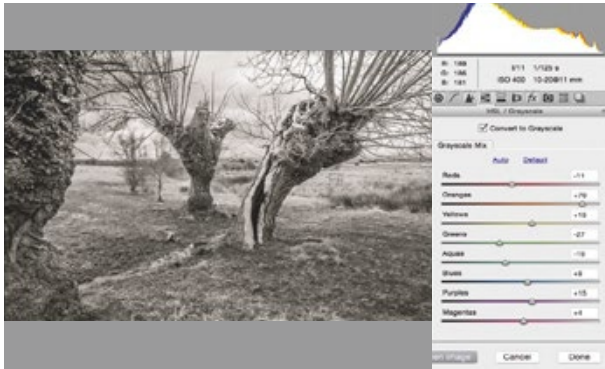 R: 189
G: 186
B: 181
f/11 1/125 s
ISO 400 10-20@11 mm
HSL / Grayscale
Convert to Grayscale
Grayscale Mix
Auto Default
Reds -11
Oranges +79
Yellows +19
Greens -27
Aquas -19
Blues +8
Purples +15
Magentas +4
Image Cancel Done